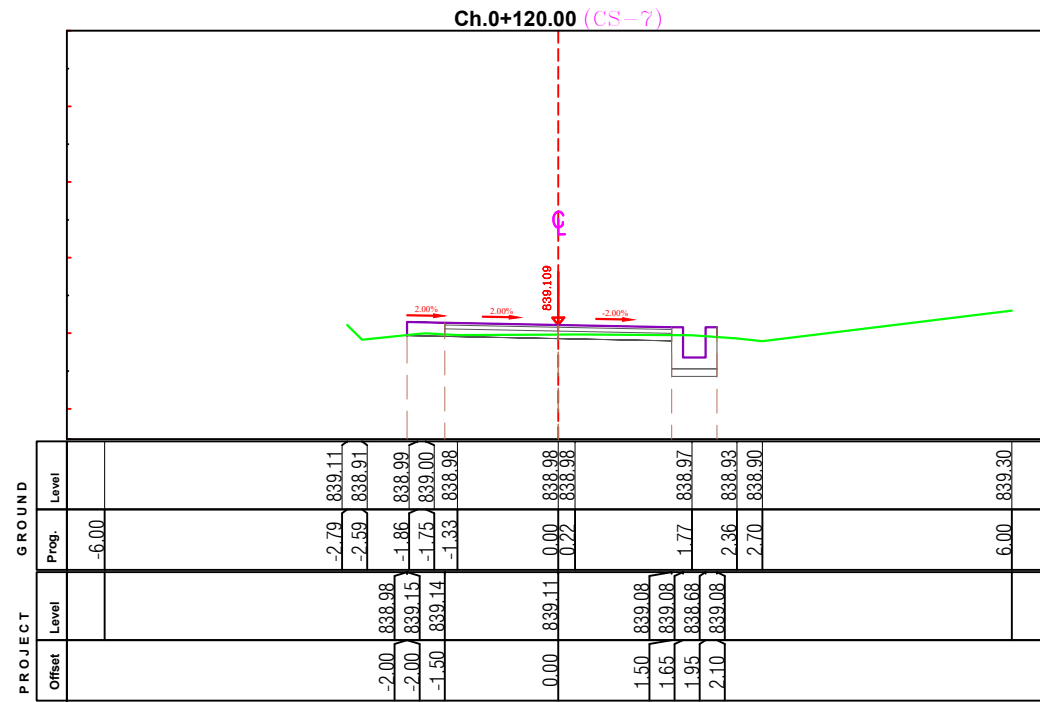 Ch.0+120.00 (CS-7)
℄
839.109
2.00%
2.00%
-2.00%
GROUND
Level
839.11 838.91 838.99 839.00 838.98 838.98 838.98 838.97 838.93 838.90 839.30
Prog.
-6.00 -2.79 -2.59 -1.86 -1.75 -1.33 0.00 0.22 1.77 2.36 2.70 6.00
PROJECT
Level
838.98 839.15 839.14 839.11 839.08 839.08 838.68 839.08
Offset
-2.00 -2.00 -1.50 0.00 1.50 1.65 1.95 2.10